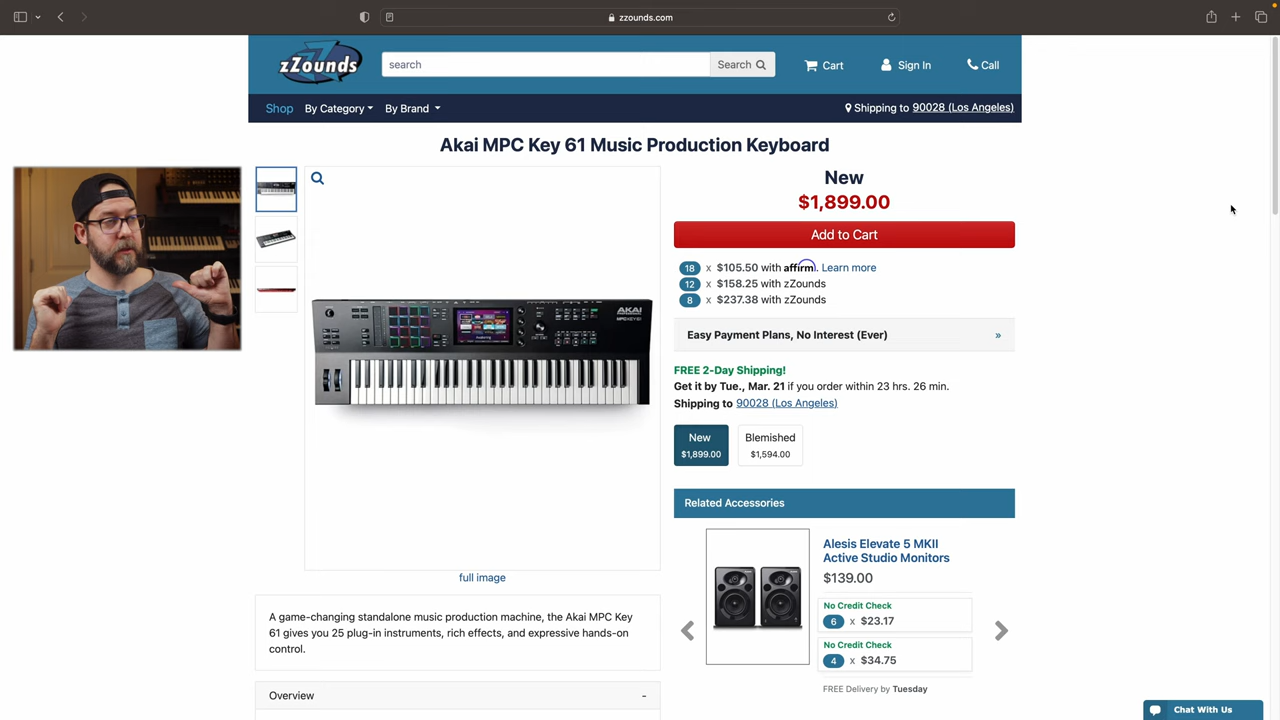 zzounds.com
zZounds
search
Search
Cart
Sign In
Call
Shop
By Category
By Brand
Shipping to 90028 (Los Angeles)
Akai MPC Key 61 Music Production Keyboard
New
$1,899.00
Add to Cart
18 x $105.50 with affirm. Learn more
12 x $158.25 with zZounds
8 x $237.38 with zZounds
Easy Payment Plans, No Interest (Ever) »
FREE 2-Day Shipping!
Get it by Tue., Mar. 21 if you order within 23 hrs. 26 min.
Shipping to 90028 (Los Angeles)
New
$1,899.00
Blemished
$1,594.00
AKAI
Related Accessories
Alesis Elevate 5 MKII
Active Studio Monitors
$139.00
No Credit Check
6 x $23.17
No Credit Check
4 x $34.75
FREE Delivery by Tuesday
full image
A game-changing standalone music production machine, the Akai MPC Key
61 gives you 25 plug-in instruments, rich effects, and expressive hands-on
control.
Overview -
Chat With Us